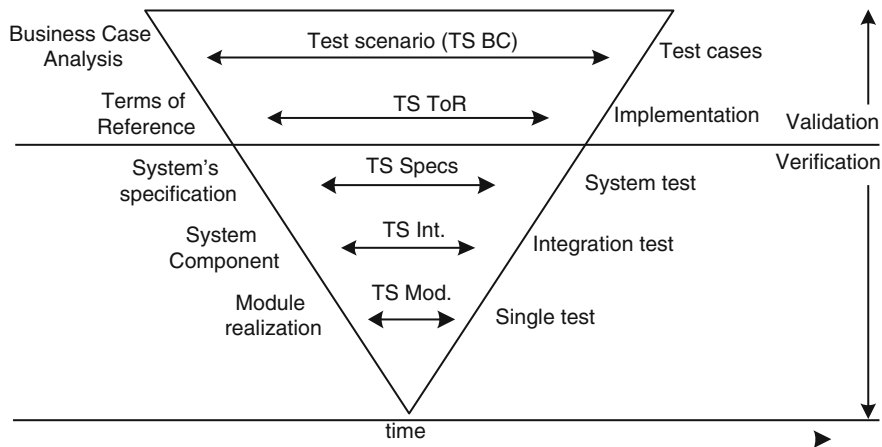 Business Case
Analysis
Test scenario (TS BC)
Test cases
Terms of
Reference
TS ToR
Implementation
Validation
Verification
System's
specification
TS Specs
System test
System
Component
TS Int.
Integration test
Module
realization
TS Mod.
Single test
time